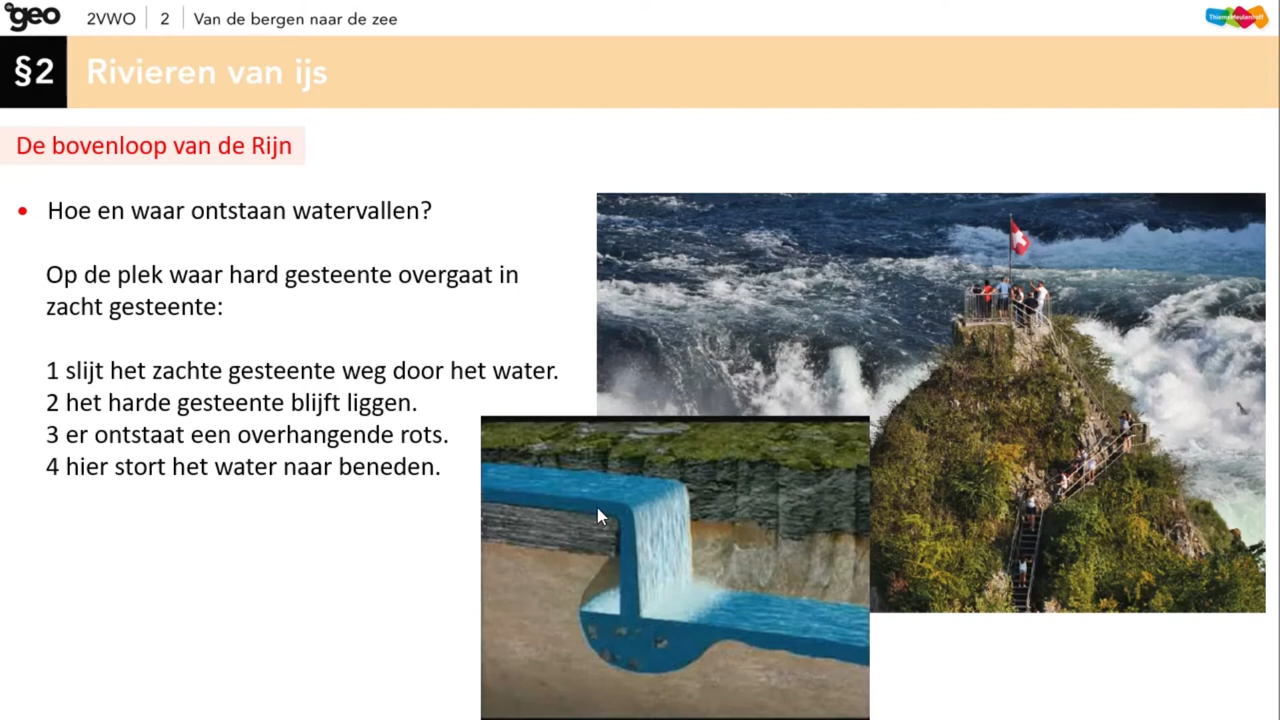 geo
2VWO 2 Van de bergen naar de zee
ThiemeMeulenhoff
§2 Rivieren van ijs
De bovenloop van de Rijn
• Hoe en waar ontstaan watervallen?
Op de plek waar hard gesteente overgaat in
zacht gesteente:
1 slijt het zachte gesteente weg door het water.
2 het harde gesteente blijft liggen.
3 er ontstaat een overhangende rots.
4 hier stort het water naar beneden.